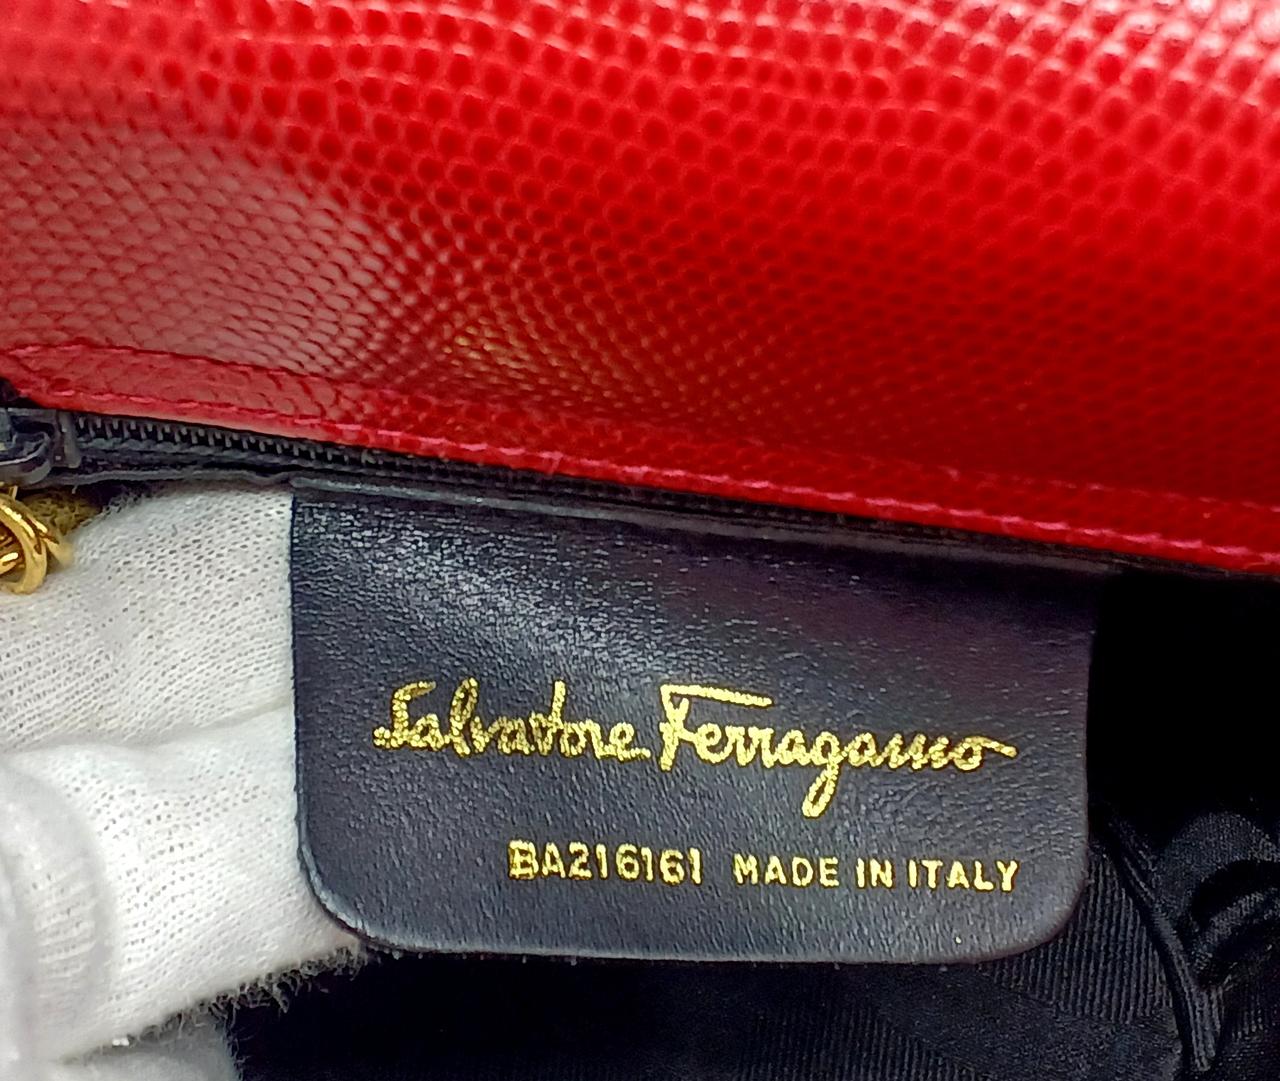 Salvatore Ferragamo
BA216161 MADE IN ITALY